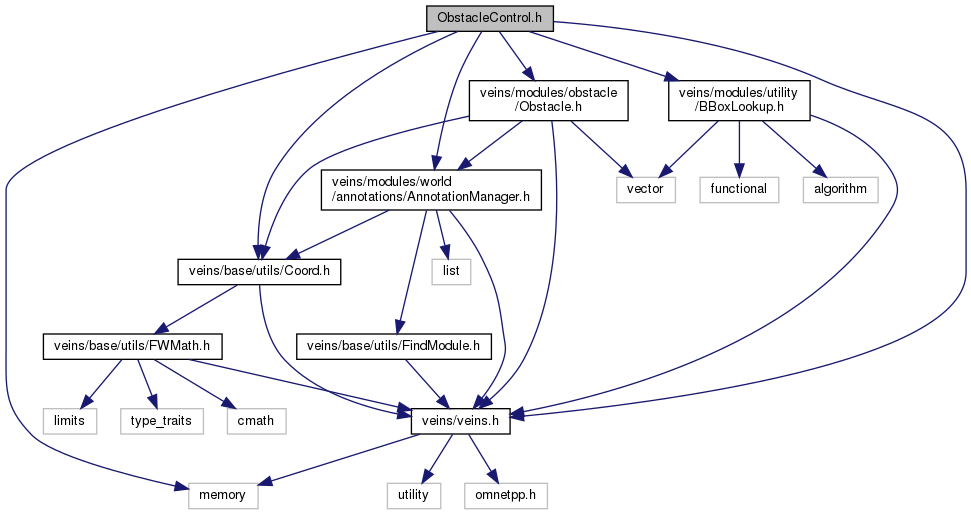 ObstacleControl.h
veins/modules/obstacle
/Obstacle.h
veins/modules/utility
/BBoxLookup.h
veins/modules/world
/annotations/AnnotationManager.h
vector
functional
algorithm
veins/base/utils/Coord.h
list
veins/base/utils/FWMath.h
veins/base/utils/FindModule.h
limits
type_traits
cmath
veins/veins.h
memory
utility
omnetpp.h